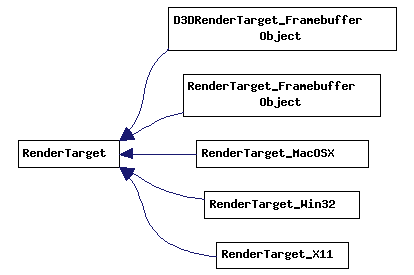 D3DRenderTarget_Framebuffer
Object
RenderTarget_Framebuffer
Object
RenderTarget
RenderTarget_MacOSX
RenderTarget_Win32
RenderTarget_X11